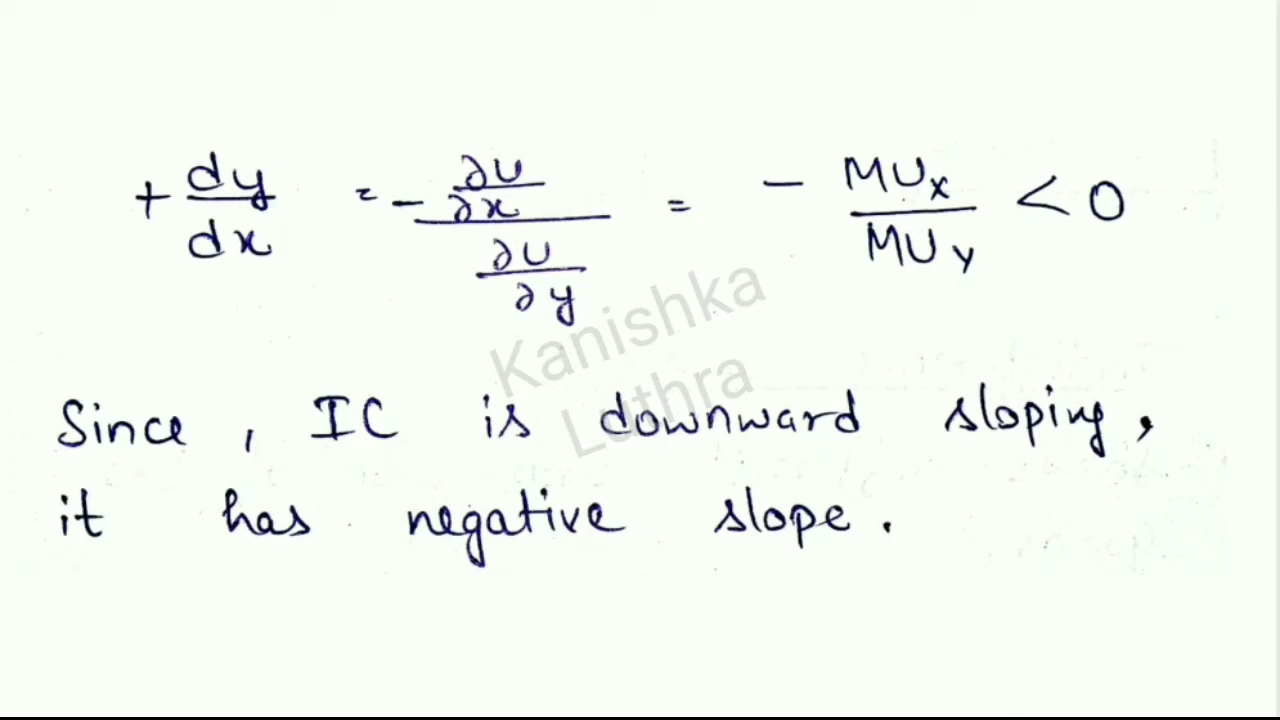 + dy/dx = - ∂U/∂x / ∂U/∂y = - MUx/MUy < 0
Kanishka
Luthra
Since, IC is downward sloping,
it has negative slope.